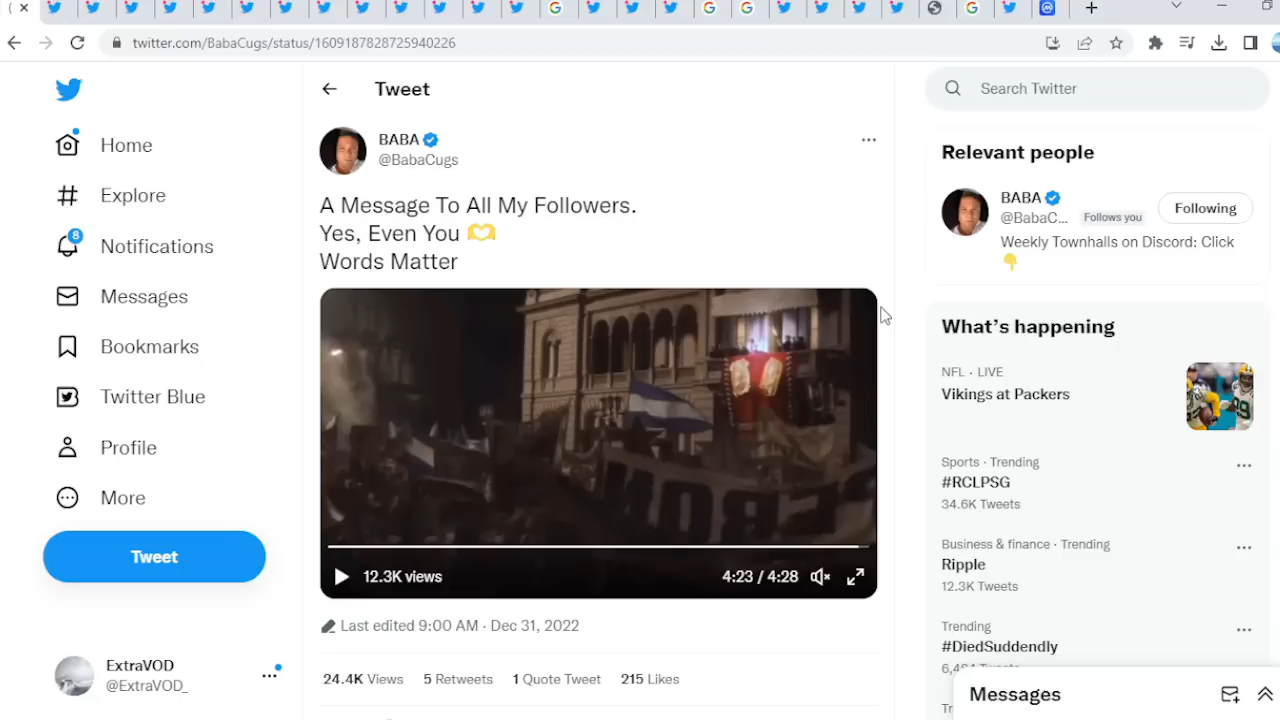 twitter.com/BabaCugs/status/1609187828725940226
Home
Explore
8
Notifications
Messages
Bookmarks
Twitter Blue
Profile
More
Tweet
ExtraVOD
@ExtraVOD_
Tweet
BABA
@BabaCugs
A Message To All My Followers.
Yes, Even You 🫶
Words Matter
12.3K views
4:23 / 4:28
Last edited 9:00 AM · Dec 31, 2022
24.4K Views 5 Retweets 1 Quote Tweet 215 Likes
Search Twitter
Relevant people
BABA
@BabaC... Follows you
Following
Weekly Townhalls on Discord: Click
👇
What's happening
NFL · LIVE
Vikings at Packers
Sports · Trending
#RCLPSG
34.6K Tweets
Business & finance · Trending
Ripple
12.3K Tweets
Trending
#DiedSuddenly
Messages